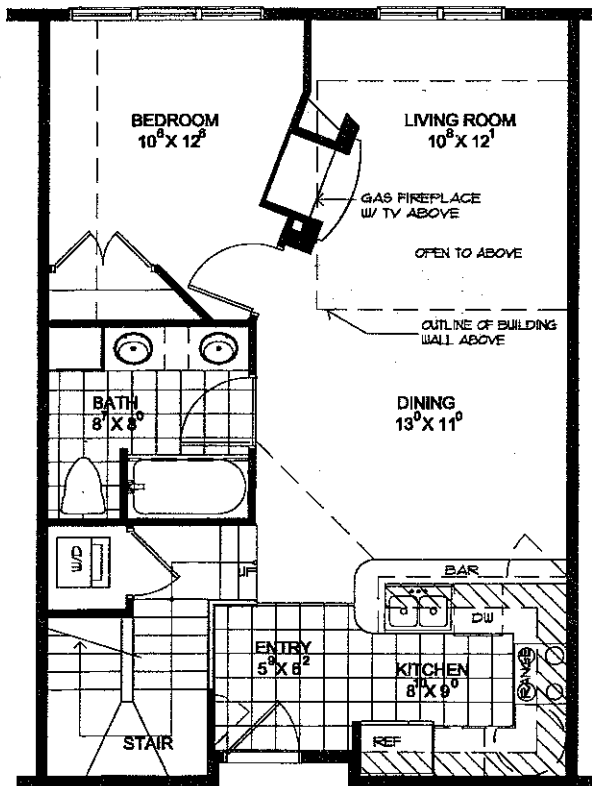 BEDROOM
10⁸ X 12⁸
LIVING ROOM
10⁸ X 12¹
GAS FIREPLACE
W/ TV ABOVE
OPEN TO ABOVE
OUTLINE OF BUILDING
WALL ABOVE
BATH
8⁷ X 8⁰
DINING
13⁰ X 11⁰
W/D
UP
BAR
DW
ENTRY
5⁹ X 6²
KITCHEN
8¹⁰ X 9⁰
RANGE
STAIR
REF